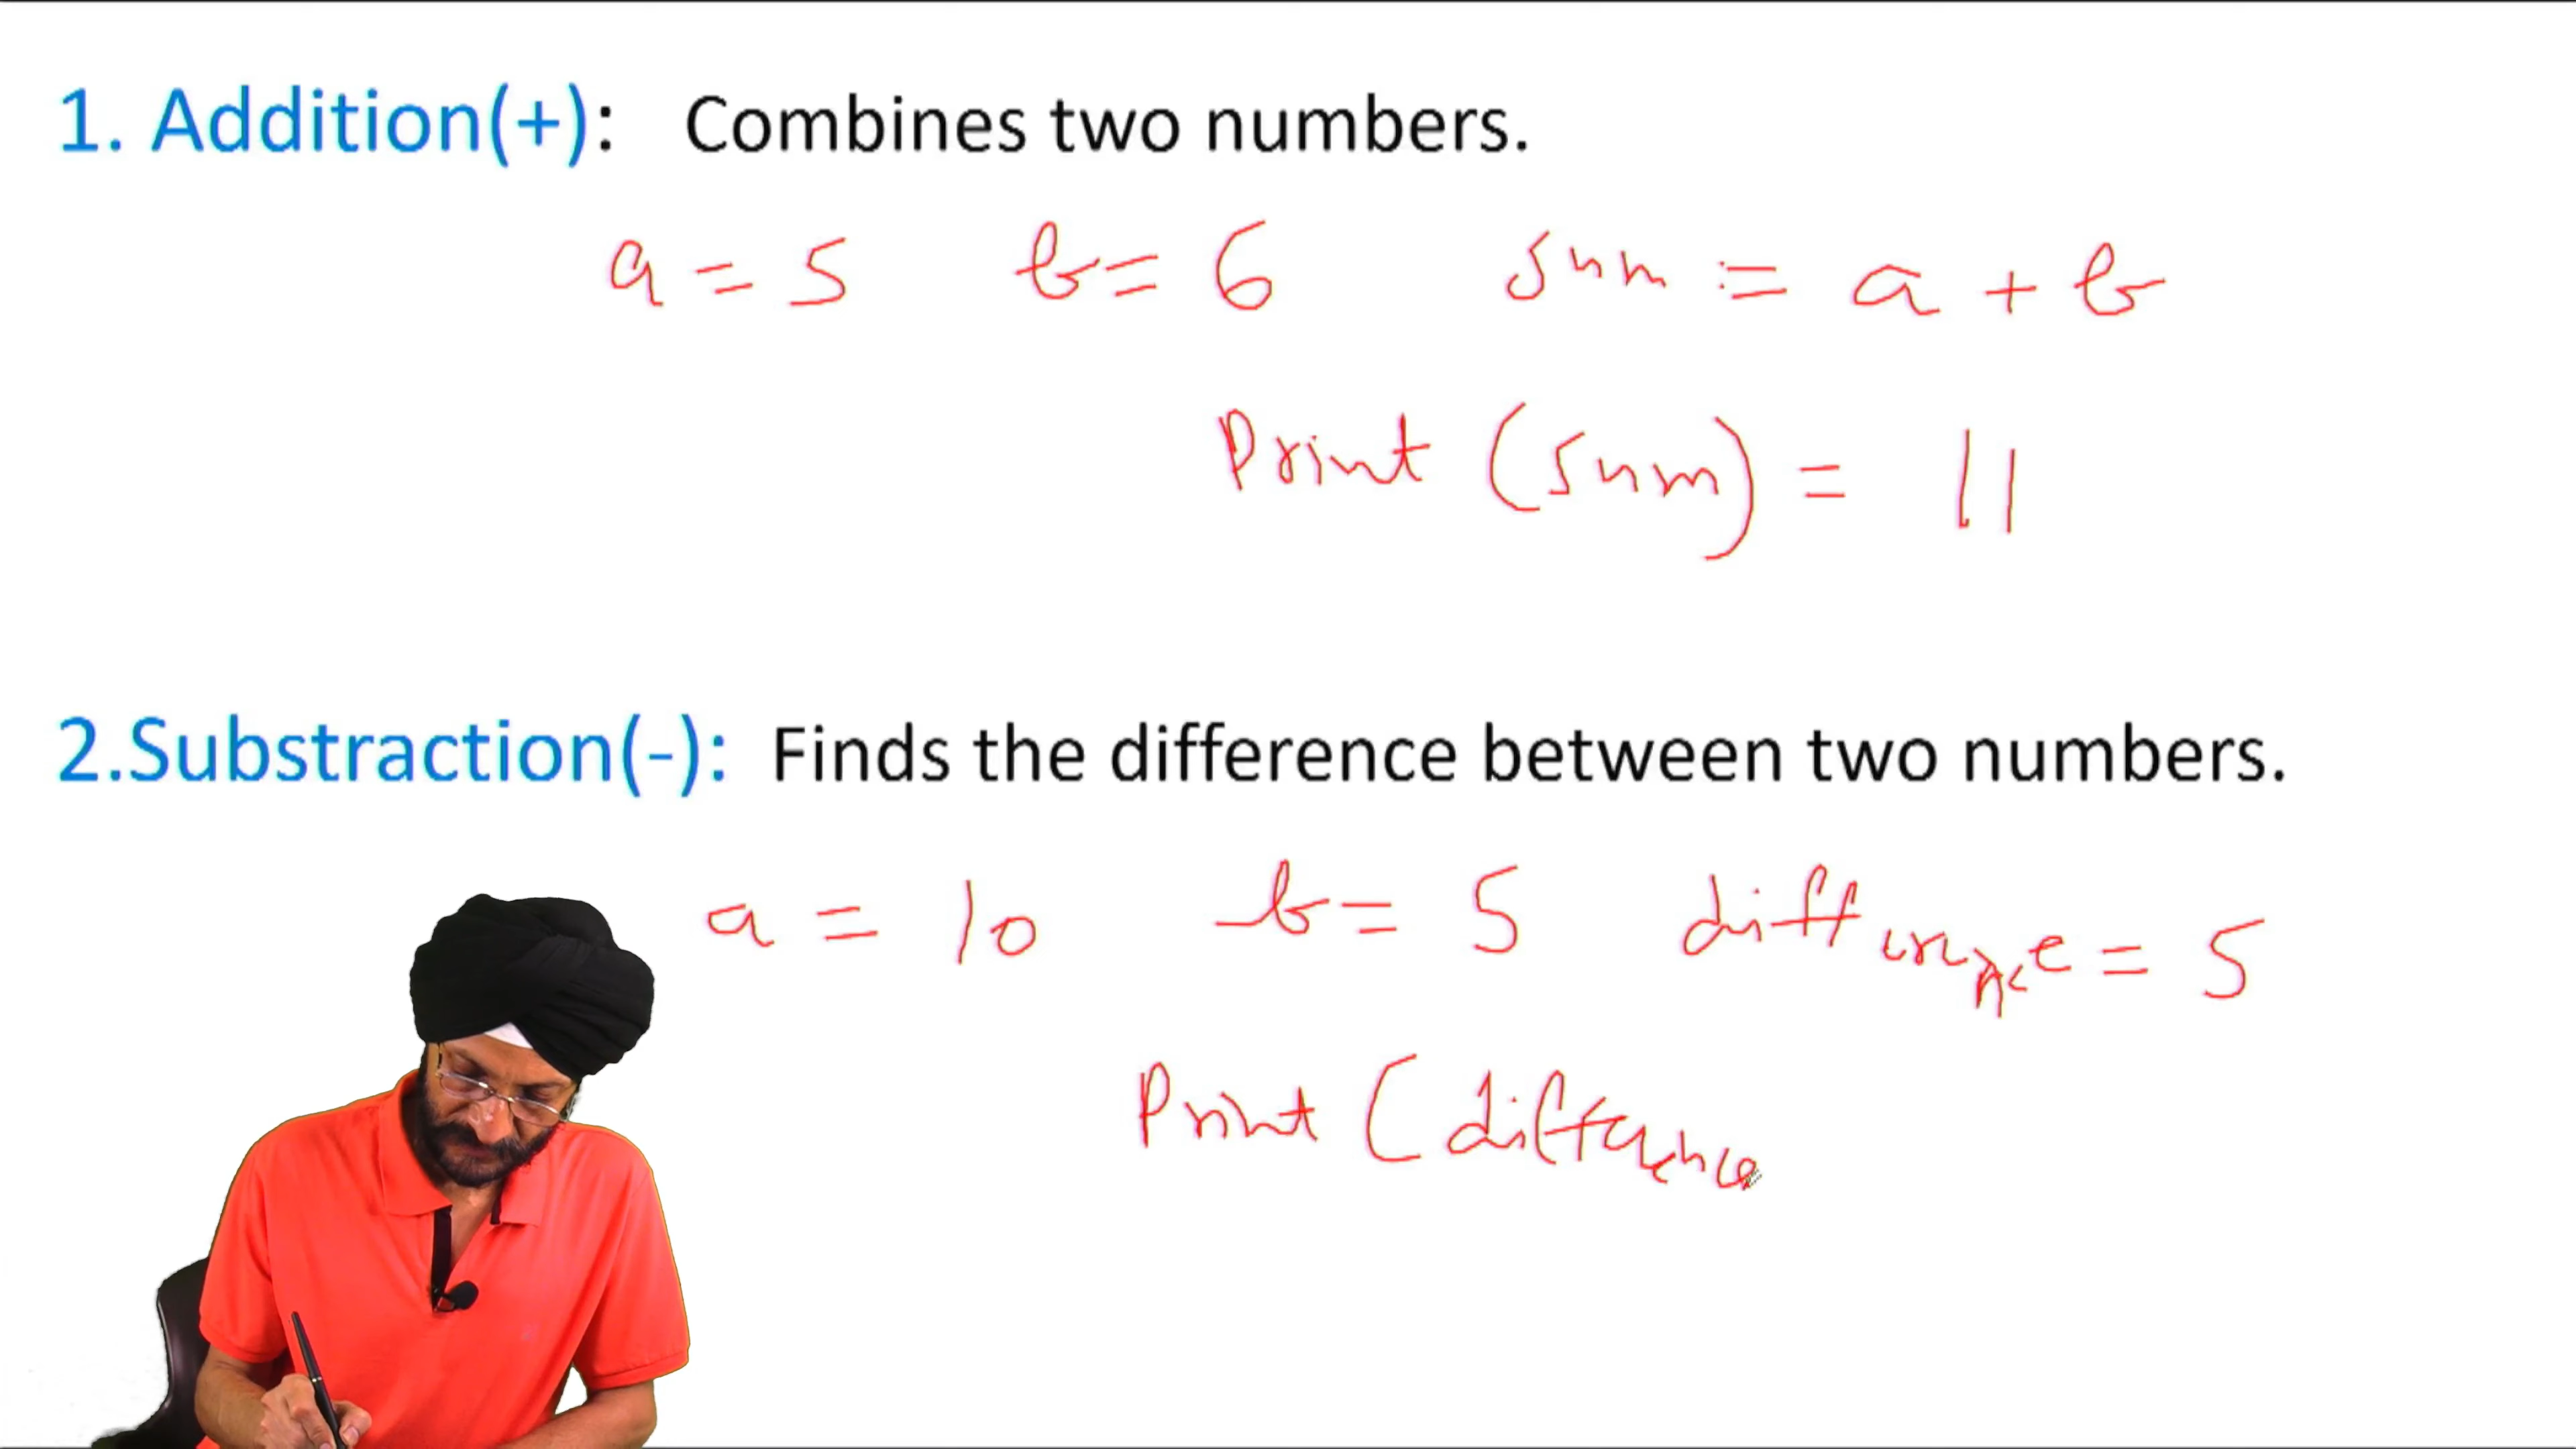 1. Addition(+): Combines two numbers.
a = 5 b = 6 sum := a + b
Print (sum) = 11
2.Substraction(-): Finds the difference between two numbers.
a = 10 b = 5 difference = 5
Print (difference